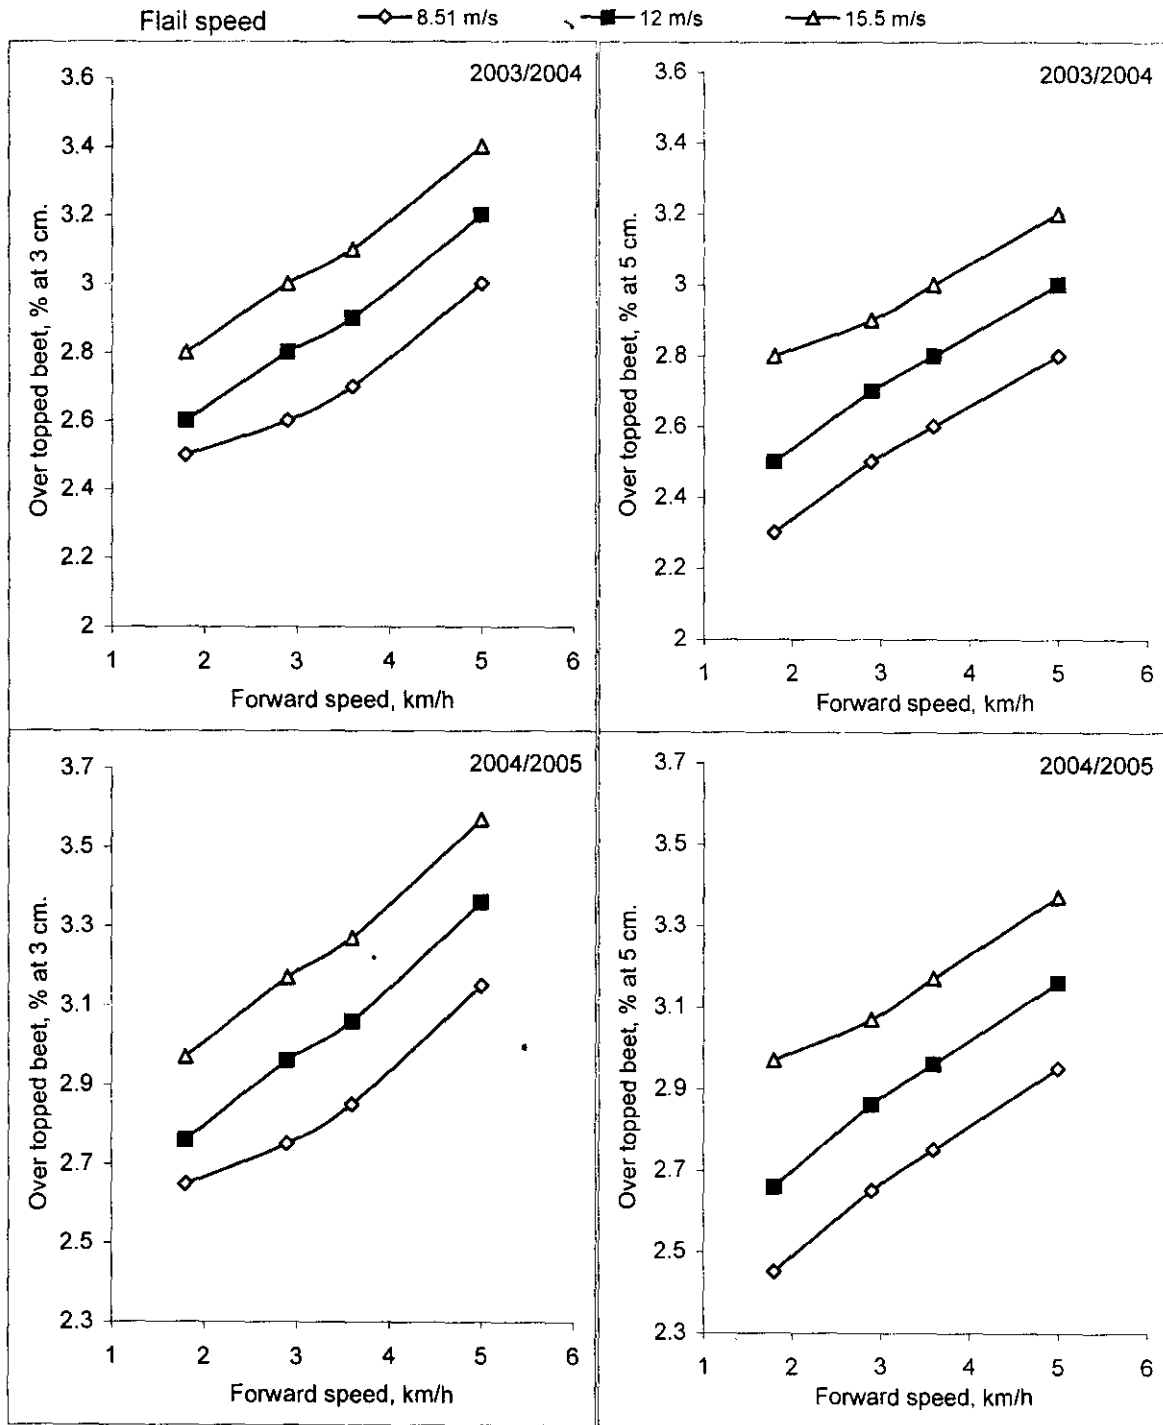 Flail speed 8.51 m/s 12 m/s 15.5 m/s
2003/2004
Over topped beet, % at 3 cm.
3.6
3.4
3.2
3
2.8
2.6
2.4
2.2
2
1 2 3 4 5 6
Forward speed, km/h
2003/2004
Over topped beet, % at 5 cm.
3.6
3.4
3.2
3
2.8
2.6
2.4
2.2
2
1 2 3 4 5 6
Forward speed, km/h
2004/2005
Over topped beet, % at 3 cm.
3.7
3.5
3.3
3.1
2.9
2.7
2.5
2.3
1 2 3 4 5 6
Forward speed, km/h
2004/2005
Over topped beet, % at 5 cm.
3.7
3.5
3.3
3.1
2.9
2.7
2.5
2.3
1 2 3 4 5 6
Forward speed, km/h